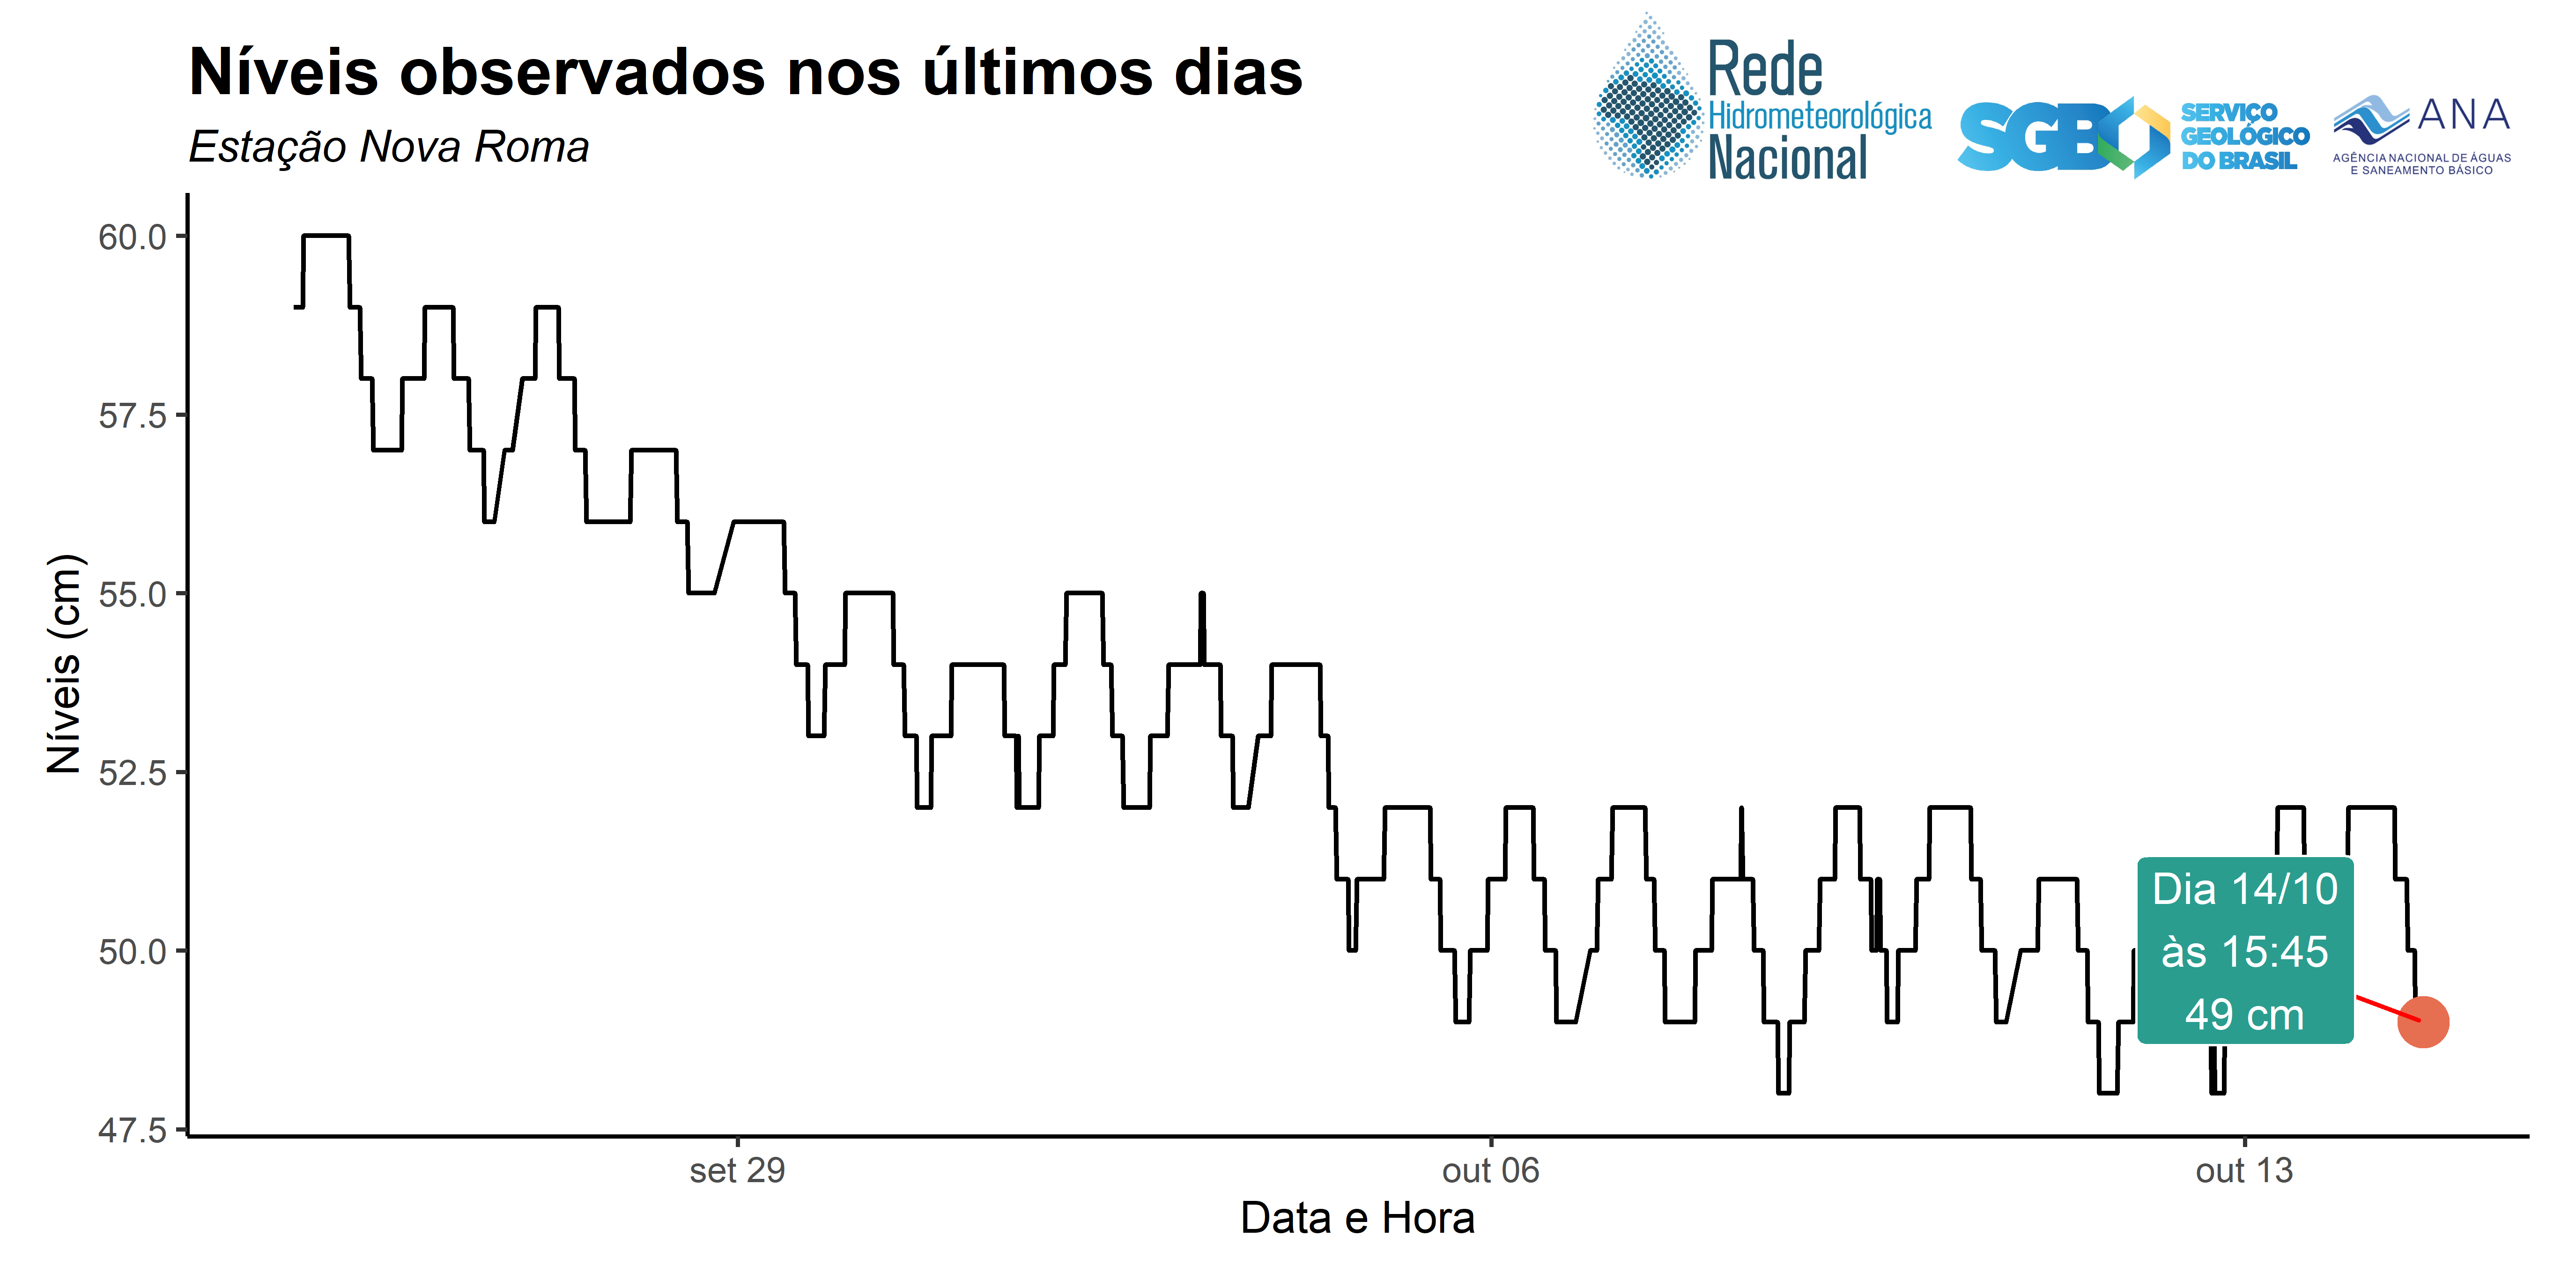 Níveis observados nos últimos dias
Estação Nova Roma
Rede
Hidrometeorológica
Nacional
SGB
SERVIÇO
GEOLÓGICO
DO BRASIL
ANA
AGÊNCIA NACIONAL DE ÁGUAS
E SANEAMENTO BÁSICO
Níveis (cm)
60.0
57.5
55.0
52.5
50.0
47.5
Dia 14/10
às 15:45
49 cm
set 29
out 06
out 13
Data e Hora